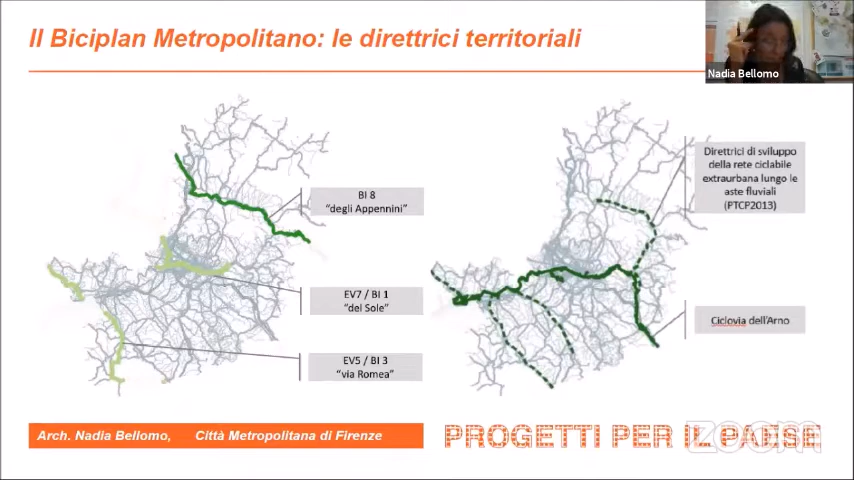 Il Biciplan Metropolitano: le direttrici territoriali
Nadia Bellomo
BI 8
“degli Appennini”
EV7 / BI 1
“del Sole”
EV5 / BI 3
“via Romea”
Direttrici di sviluppo
della rete ciclabile
extraurbana lungo le
aste fluviali
(PTCP2013)
Ciclovia dell’Arno
Arch. Nadia Bellomo, Città Metropolitana di Firenze
PROGETTI PER IL PAESE
zoom